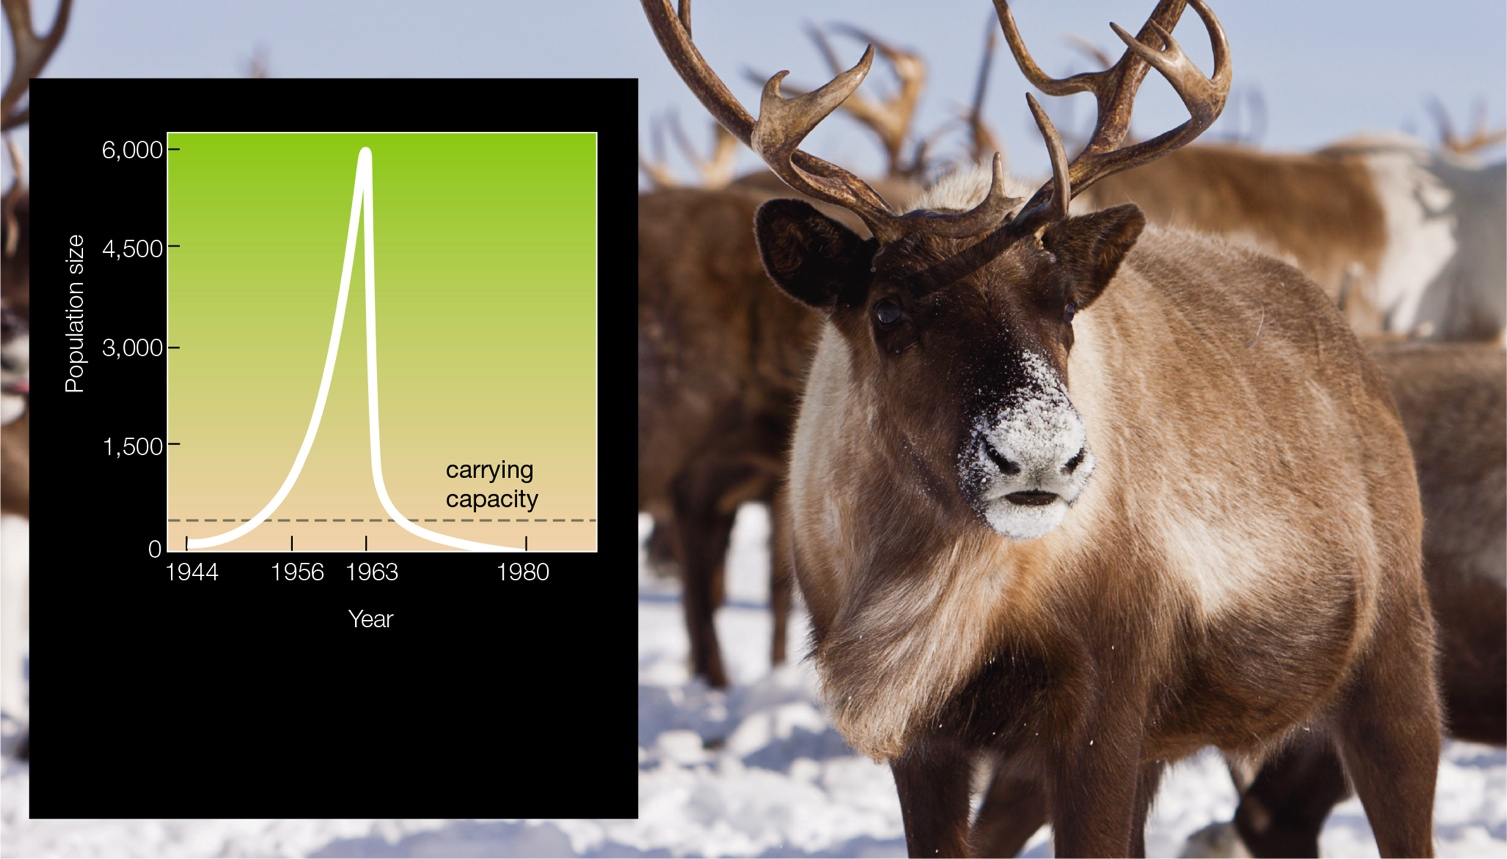 6,000
4,500
3,000
1,500
0
Population size
carrying
capacity
1944 1956 1963 1980
Year